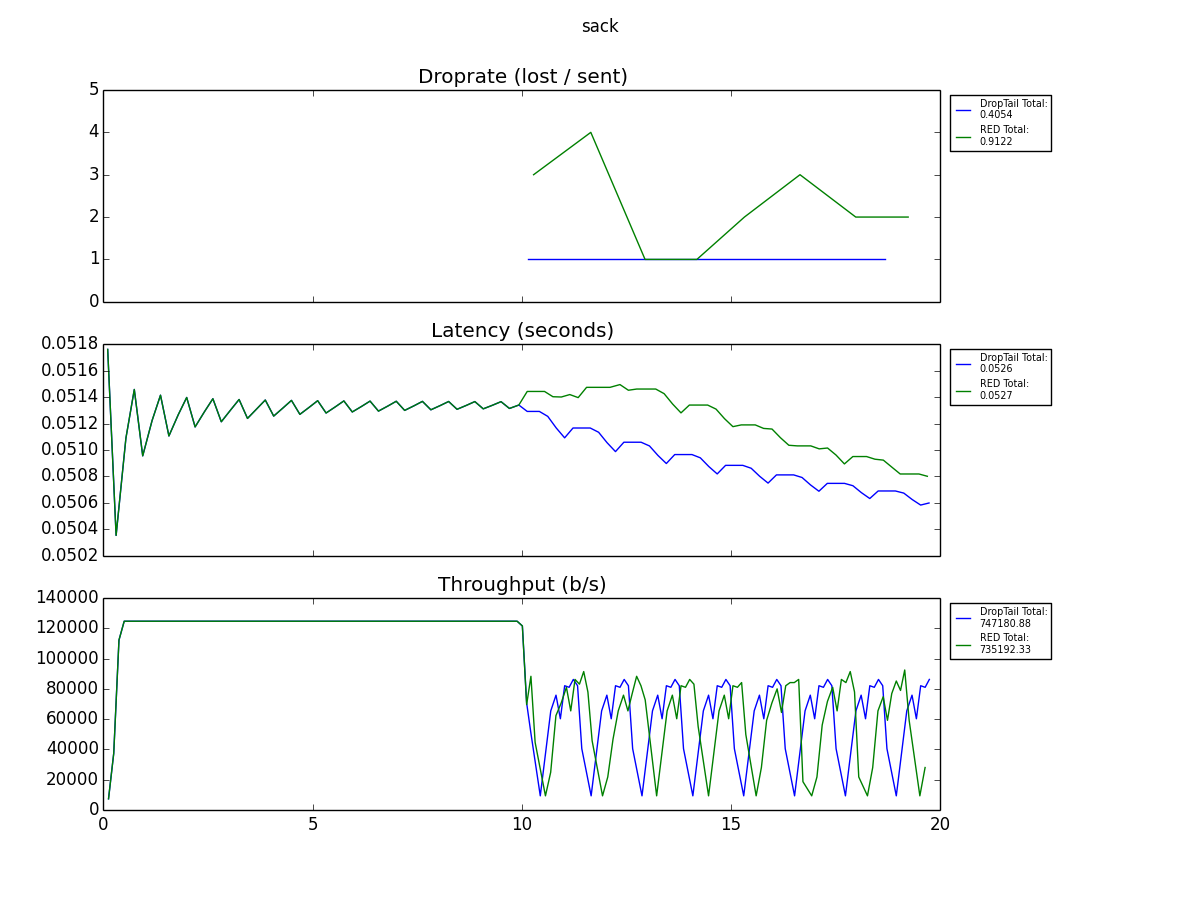 sack
Droprate (lost / sent)
5
4
3
2
1
0
DropTail Total:
0.4054
RED Total:
0.9122
Latency (seconds)
0.0518
0.0516
0.0514
0.0512
0.0510
0.0508
0.0506
0.0504
0.0502
DropTail Total:
0.0526
RED Total:
0.0527
Throughput (b/s)
140000
120000
100000
80000
60000
40000
20000
0
DropTail Total:
747180.88
RED Total:
735192.33
0 5 10 15 20